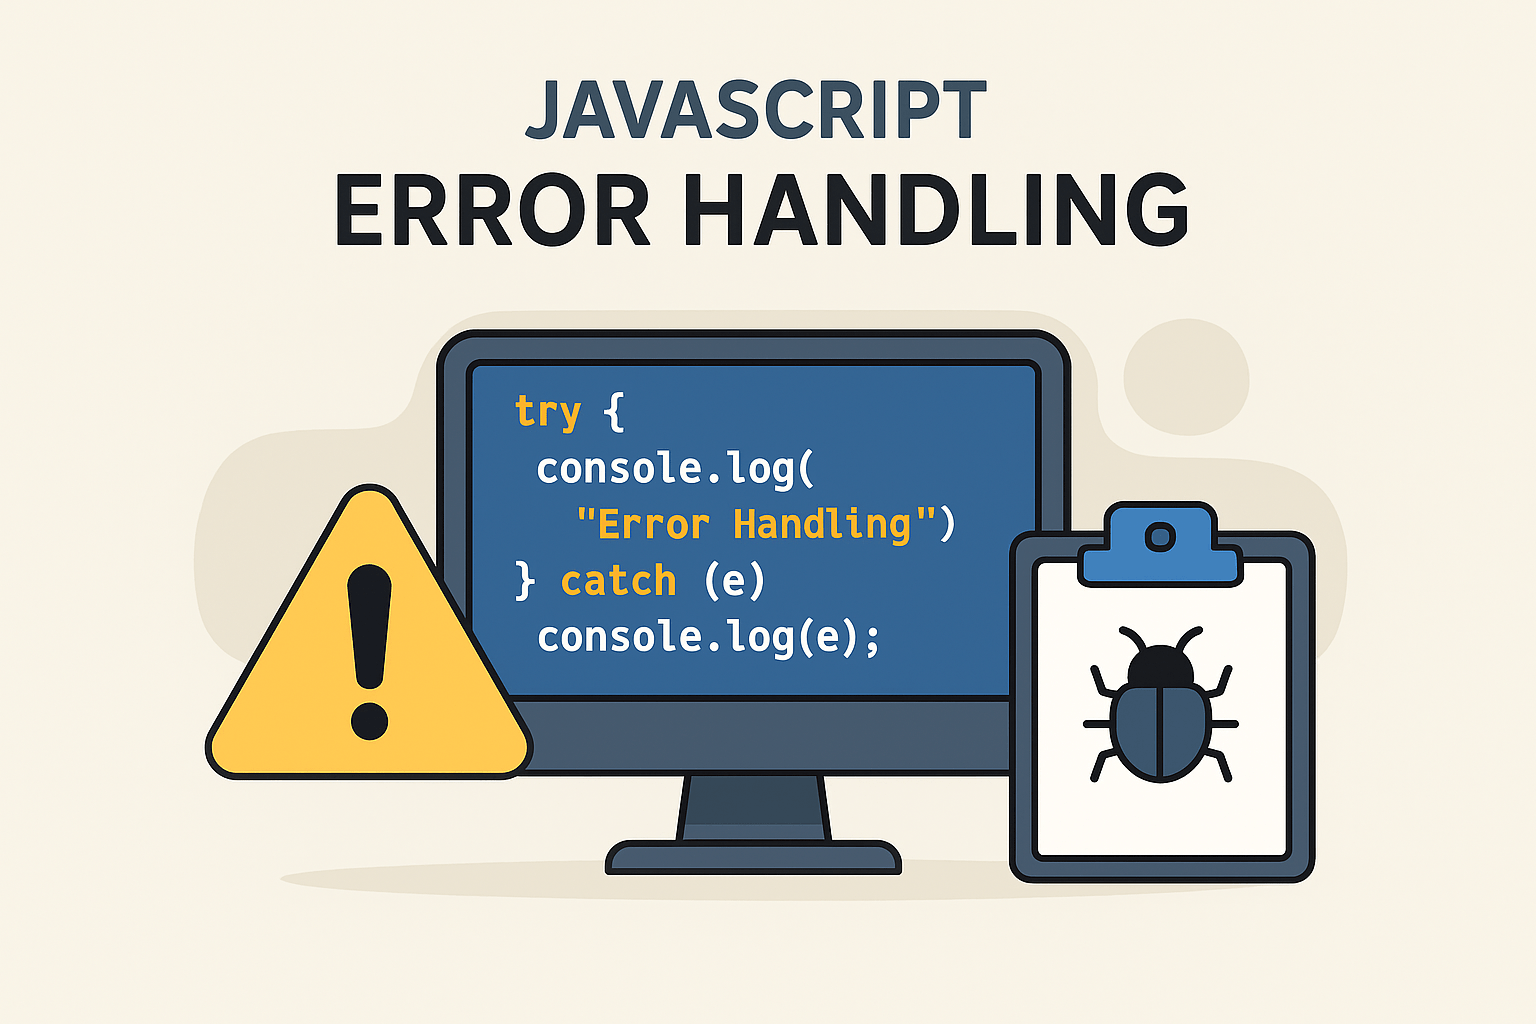 JAVASCRIPT
ERROR HANDLING
try {
console.log(
"Error Handling")
} catch (e)
console.log(e);